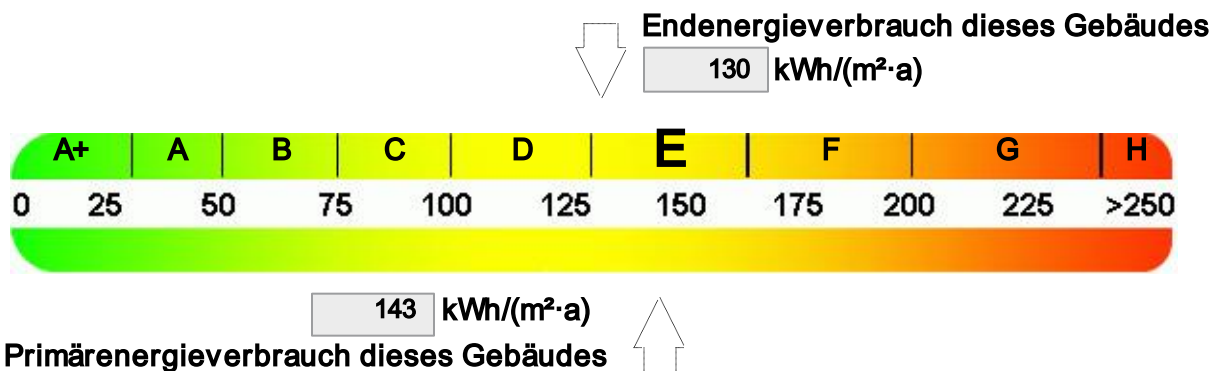 Endenergieverbrauch dieses Gebäudes
130 kWh/(m²·a)
A+ A B C D E F G H
0 25 50 75 100 125 150 175 200 225 >250
143 kWh/(m²·a)
Primärenergieverbrauch dieses Gebäudes